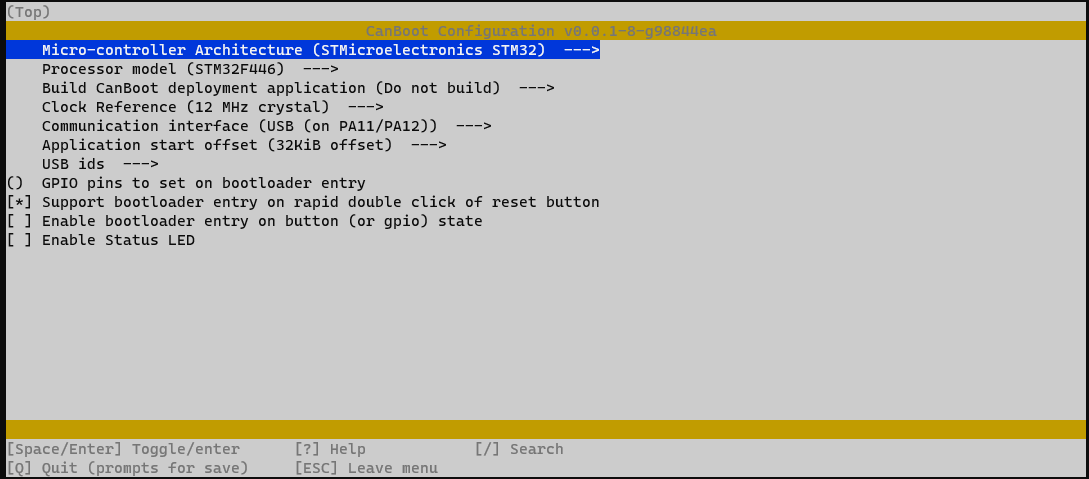 (Top)
CanBoot Configuration v0.0.1-8-g98844ea
Micro-controller Architecture (STMicroelectronics STM32)  --->
Processor model (STM32F446)  --->
Build CanBoot deployment application (Do not build)  --->
Clock Reference (12 MHz crystal)  --->
Communication interface (USB (on PA11/PA12))  --->
Application start offset (32KiB offset)  --->
USB ids  --->
()  GPIO pins to set on bootloader entry
[*] Support bootloader entry on rapid double click of reset button
[ ] Enable bootloader entry on button (or gpio) state
[ ] Enable Status LED
[Space/Enter] Toggle/enter      [?] Help            [/] Search
[Q] Quit (prompts for save)     [ESC] Leave menu